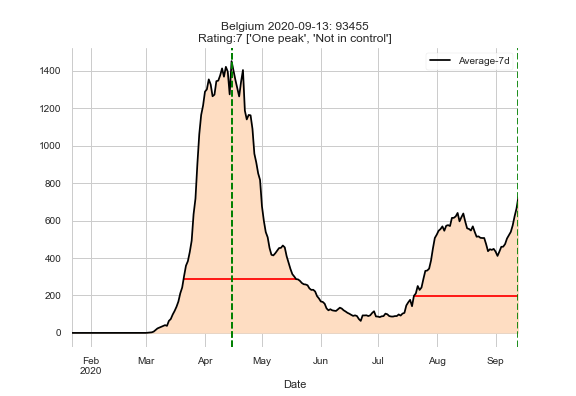 Belgium 2020-09-13: 93455
Rating:7 ['One peak', 'Not in control']
Average-7d
1400
1200
1000
800
600
400
200
0
Feb
2020
Mar
Apr
May
Jun
Jul
Aug
Sep
Date